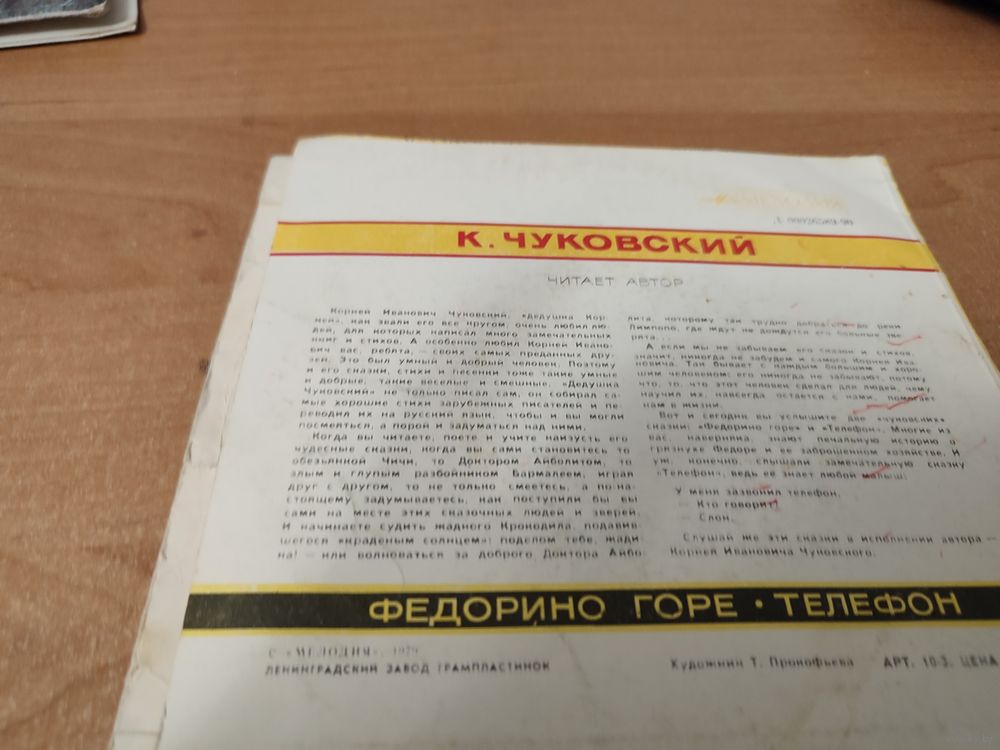 К. ЧУКОВСКИЙ
ЧИТАЕТ АВТОР
Корней Иванович Чуковский, «дедушка Кор-
ней», как звали его все кругом, очень любил лю-
дей, для которых написал много замечательных
книг и стихов. А особенно любил Корней Ивано-
вич вас, ребята, — своих самых преданных дру-
зей. Это был умный и добрый человек. Поэтому
и его сказки, стихи и песенки тоже такие умные
и добрые, такие веселые и смешные. «Дедушка
Чуковский» не только писал сам, он собирал са-
мые хорошие стихи зарубежных писателей и пе-
реводил их на русский язык, чтобы и вы могли
посмеяться, а порой и задуматься над ними.
Когда вы читаете, поете и учите наизусть его
чудесные сказки, когда вы сами становитесь то
обезьянкой Чичи, то Доктором Айболитом, то
злым и глупым разбойником Бармалеем, играя
друг с другом, то не только смеетесь, а по-на-
стоящему задумываетесь, как поступили бы вы
сами на месте этих сказочных людей и зверей.
И начинаете судить жадного Крокодила, подавив-
шегося «краденым солнцем»: поделом тебе, жади-
на! — или волноваться за доброго Доктора Айбо-
лита, которому так трудно добраться до реки
Лимпопо, где ждут не дождутся его больные зве-
рята...
А если мы не забываем его сказки и стихи,
значит, никогда не забудем и самого Корнея Ива-
новича. Так бывает с каждым большим и хоро-
шим человеком: его никогда не забывают, потому
что, то, что этот человек сделал для людей, чему
научил их, навсегда остается с нами, помогает
нам в жизни.
Вот и сегодня вы услышите две «чуковских»
сказки: «Федорино горе» и «Телефон». Многие из
вас, наверняка, знают печальную историю о
грязнухе Федоре и ее заброшенном хозяйстве. И
уж, конечно, слышали замечательную сказку
«Телефон», ведь ее знает любой малыш:
У меня зазвонил телефон.
— Кто говорит?
— Слон.
Слушай же эти сказки в исполнении автора —
Корнея Ивановича Чуковского.
ФЕДОРИНО ГОРЕ • ТЕЛЕФОН
С «МЕЛОДИЯ», 1979
ЛЕНИНГРАДСКИЙ ЗАВОД ГРАМПЛАСТИНОК
Художник Т. Прокофьева АРТ. 10-3. ЦЕНА